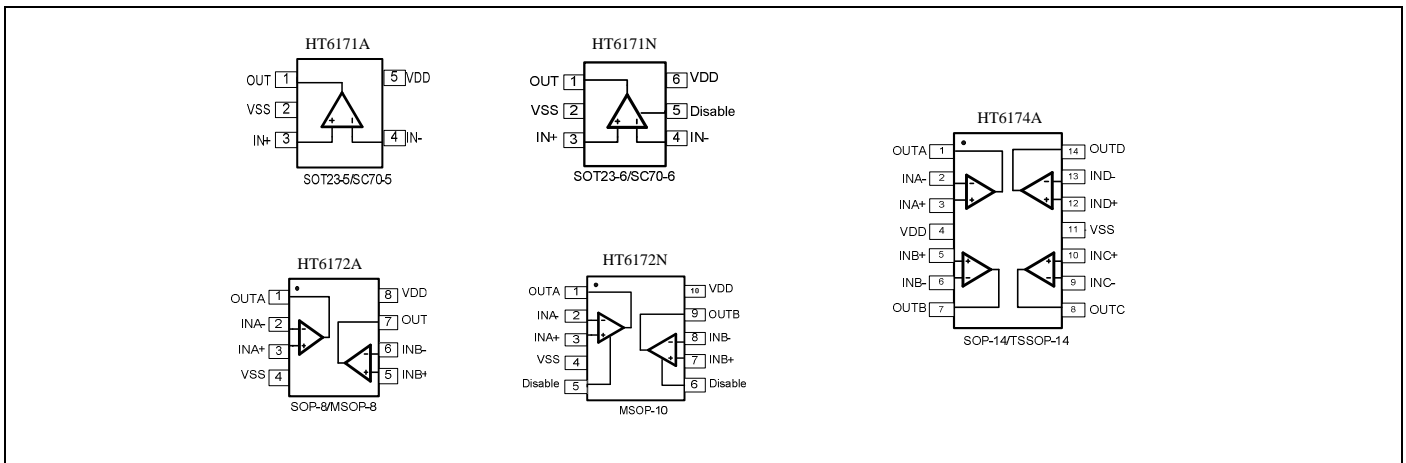 HT6171A
OUT 1 5 VDD
VSS 2
IN+ 3 4 IN-
SOT23-5/SC70-5
HT6171N
OUT 1 6 VDD
VSS 2 5 Disable
IN+ 3 4 IN-
SOT23-6/SC70-6
HT6174A
OUTA 1 14 OUTD
INA- 2 13 IND-
INA+ 3 12 IND+
VDD 4 11 VSS
INB+ 5 10 INC+
INB- 6 9 INC-
OUTB 7 8 OUTC
SOP-14/TSSOP-14
HT6172A
OUTA 1 8 VDD
INA- 2 7 OUT
INA+ 3 6 INB-
VSS 4 5 INB+
SOP-8/MSOP-8
HT6172N
OUTA 1 10 VDD
INA- 2 9 OUTB
INA+ 3 8 INB-
VSS 4 7 INB+
Disable 5 6 Disable
MSOP-10